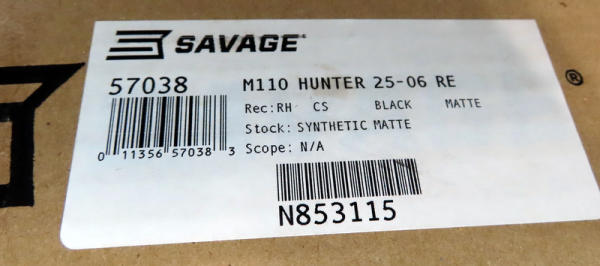 SAVAGE®
57038
M110 HUNTER 25-06 RE
Rec: RH CS BLACK MATTE
Stock: SYNTHETIC MATTE
Scope: N/A
0 11356 57038 3
N853115
®